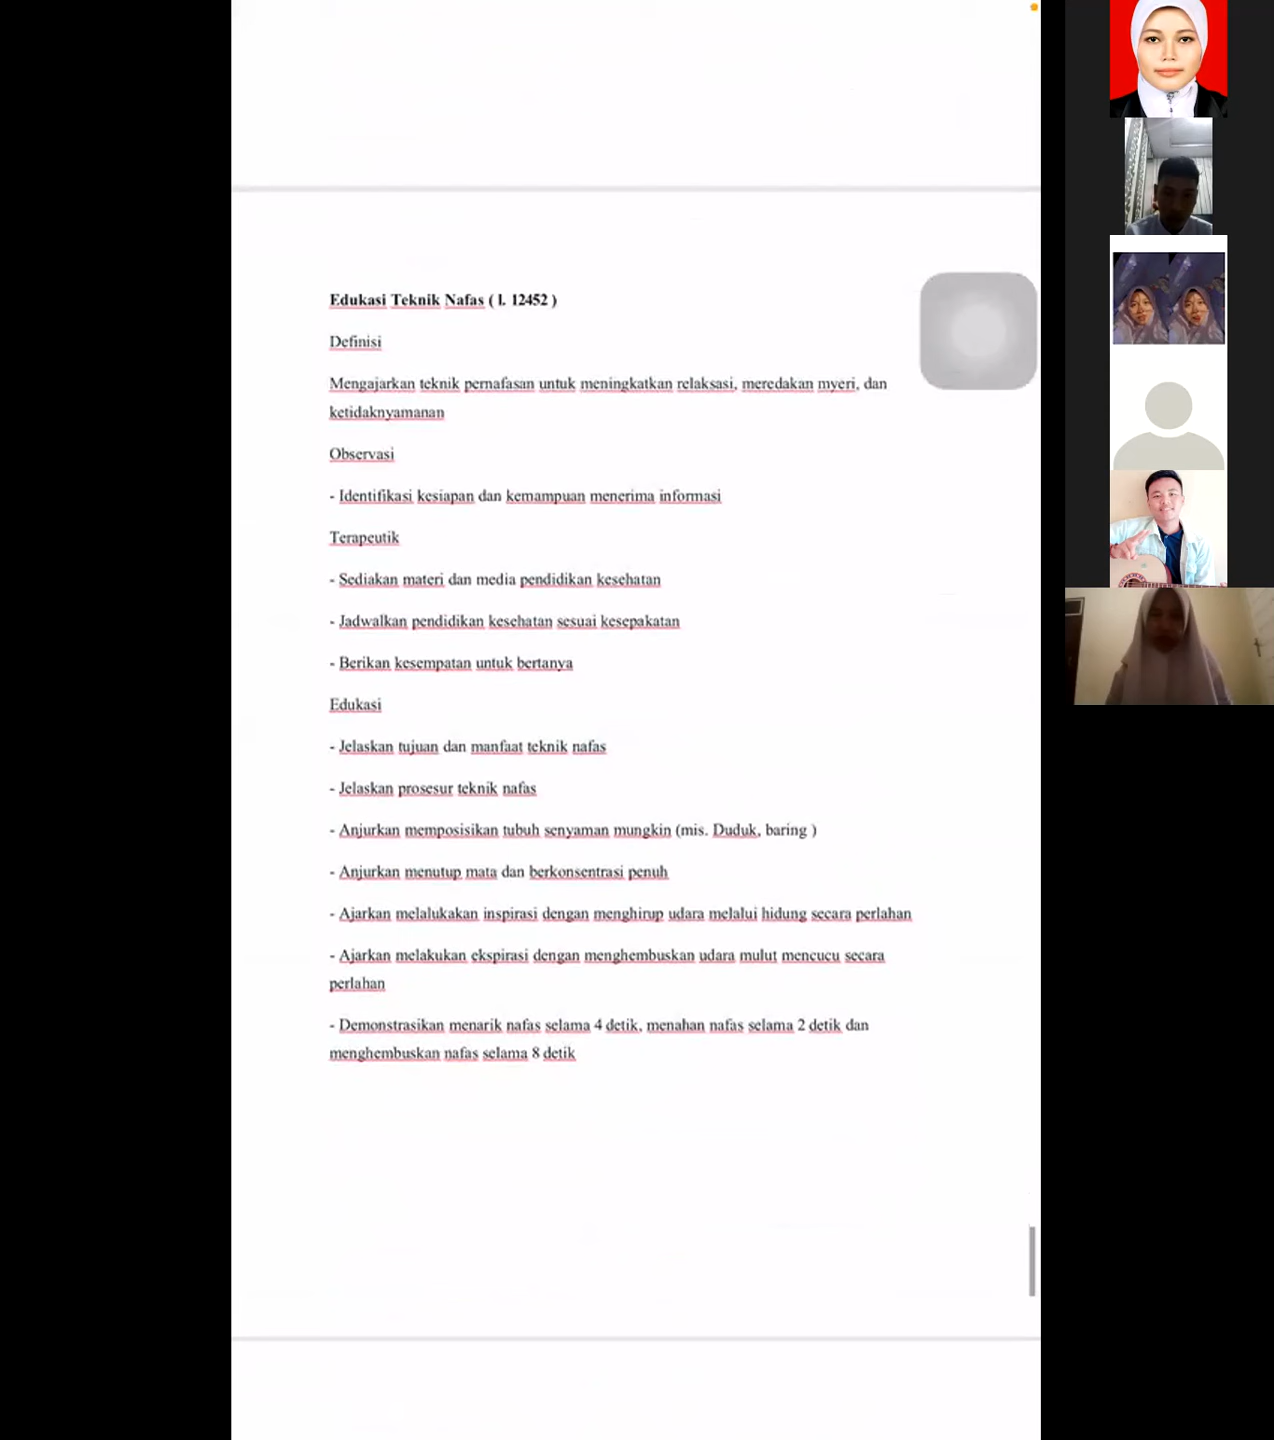 Edukasi Teknik Nafas ( l. 12452 )
Definisi
Mengajarkan teknik pernafasan untuk meningkatkan relaksasi, meredakan myeri, dan
ketidaknyamanan
Observasi
- Identifikasi kesiapan dan kemampuan menerima informasi
Terapeutik
- Sediakan materi dan media pendidikan kesehatan
- Jadwalkan pendidikan kesehatan sesuai kesepakatan
- Berikan kesempatan untuk bertanya
Edukasi
- Jelaskan tujuan dan manfaat teknik nafas
- Jelaskan prosesur teknik nafas
- Anjurkan memposisikan tubuh senyaman mungkin (mis. Duduk, baring )
- Anjurkan menutup mata dan berkonsentrasi penuh
- Ajarkan melalukakan inspirasi dengan menghirup udara melalui hidung secara perlahan
- Ajarkan melakukan ekspirasi dengan menghembuskan udara mulut mencucu secara
perlahan
- Demonstrasikan menarik nafas selama 4 detik, menahan nafas selama 2 detik dan
menghembuskan nafas selama 8 detik